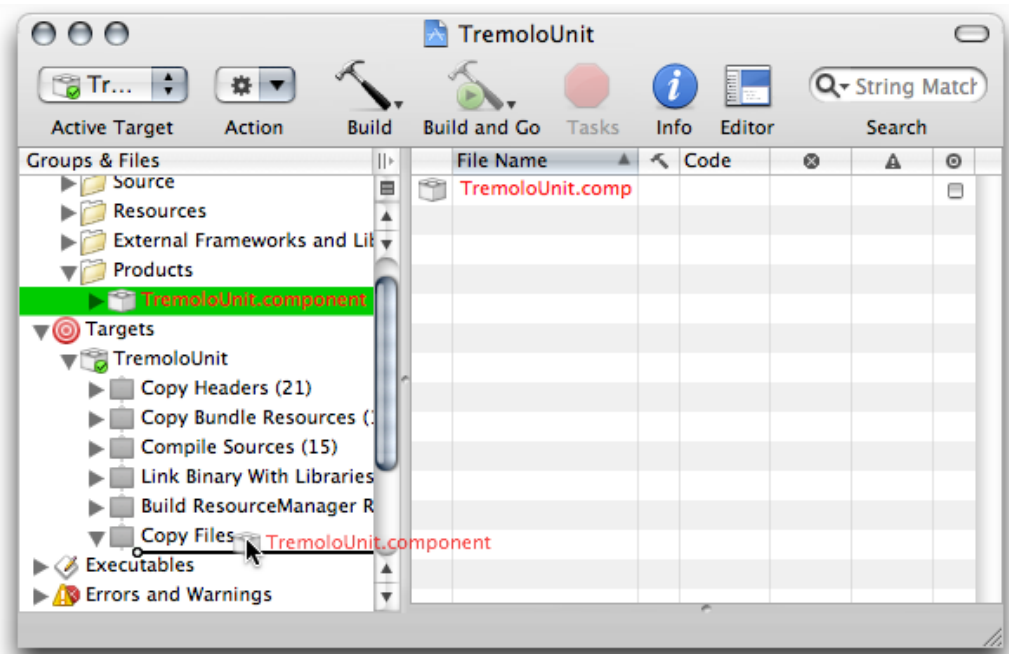 TremoloUnit
Tr...
String Match
Active Target
Action
Build
Build and Go
Tasks
Info
Editor
Search
Groups & Files
File Name
Code
Source
Resources
External Frameworks and Lib
Products
TremoloUnit.component
Targets
TremoloUnit
Copy Headers (21)
Copy Bundle Resources (
Compile Sources (15)
Link Binary With Libraries
Build ResourceManager R
Copy Files
TremoloUnit.component
Executables
Errors and Warnings
TremoloUnit.comp